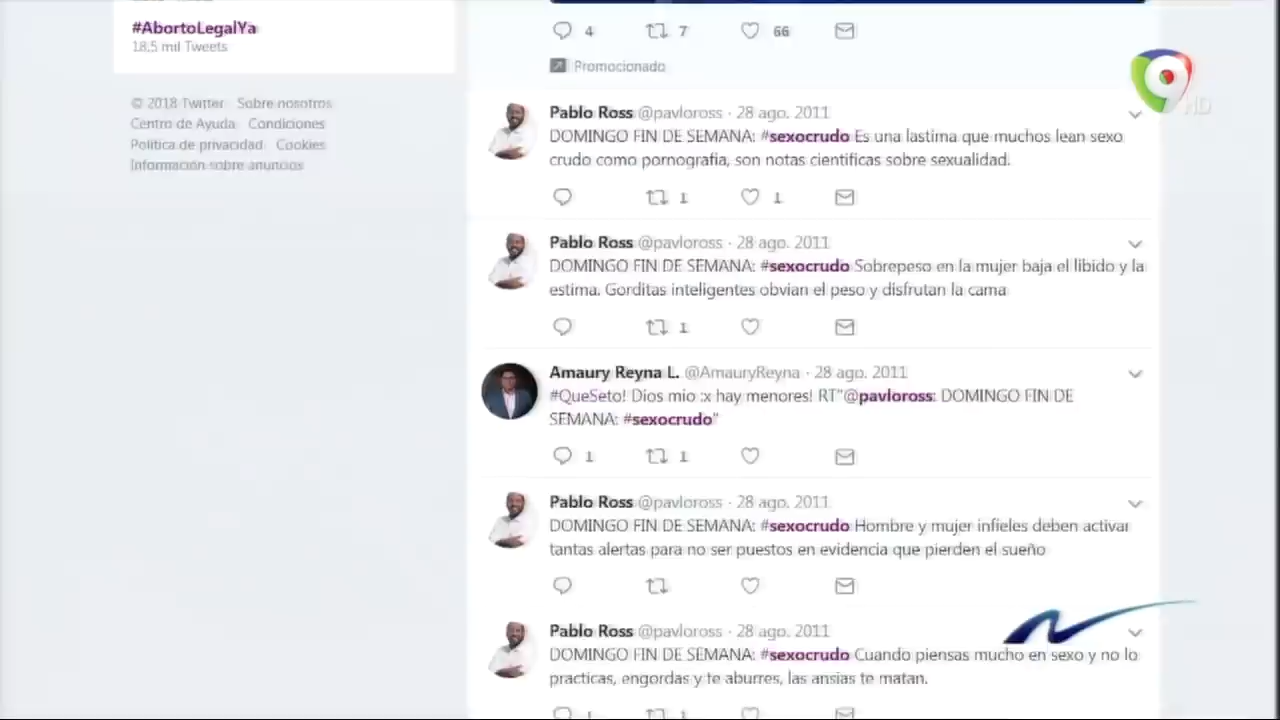 #AbortoLegalYa
18,5 mil Tweets
© 2018 Twitter Sobre nosotros
Centro de Ayuda Condiciones
Política de privacidad Cookies
Información sobre anuncios
4 7 66
Promocionado
9
HD
Pablo Ross @pavloross · 28 ago. 2011
DOMINGO FIN DE SEMANA: #sexocrudo Es una lastima que muchos lean sexo
crudo como pornografia, son notas cientificas sobre sexualidad.
1 1
Pablo Ross @pavloross · 28 ago. 2011
DOMINGO FIN DE SEMANA: #sexocrudo Sobrepeso en la mujer baja el libido y la
estima. Gorditas inteligentes obvian el peso y disfrutan la cama
1
Amaury Reyna L. @AmauryReyna · 28 ago. 2011
#QueSeto! Dios mio :x hay menores! RT"@pavloross: DOMINGO FIN DE
SEMANA: #sexocrudo"
1 1
Pablo Ross @pavloross · 28 ago. 2011
DOMINGO FIN DE SEMANA: #sexocrudo Hombre y mujer infieles deben activar
tantas alertas para no ser puestos en evidencia que pierden el sueño
Pablo Ross @pavloross · 28 ago. 2011
DOMINGO FIN DE SEMANA: #sexocrudo Cuando piensas mucho en sexo y no lo
practicas, engordas y te aburres, las ansias te matan.
1 1